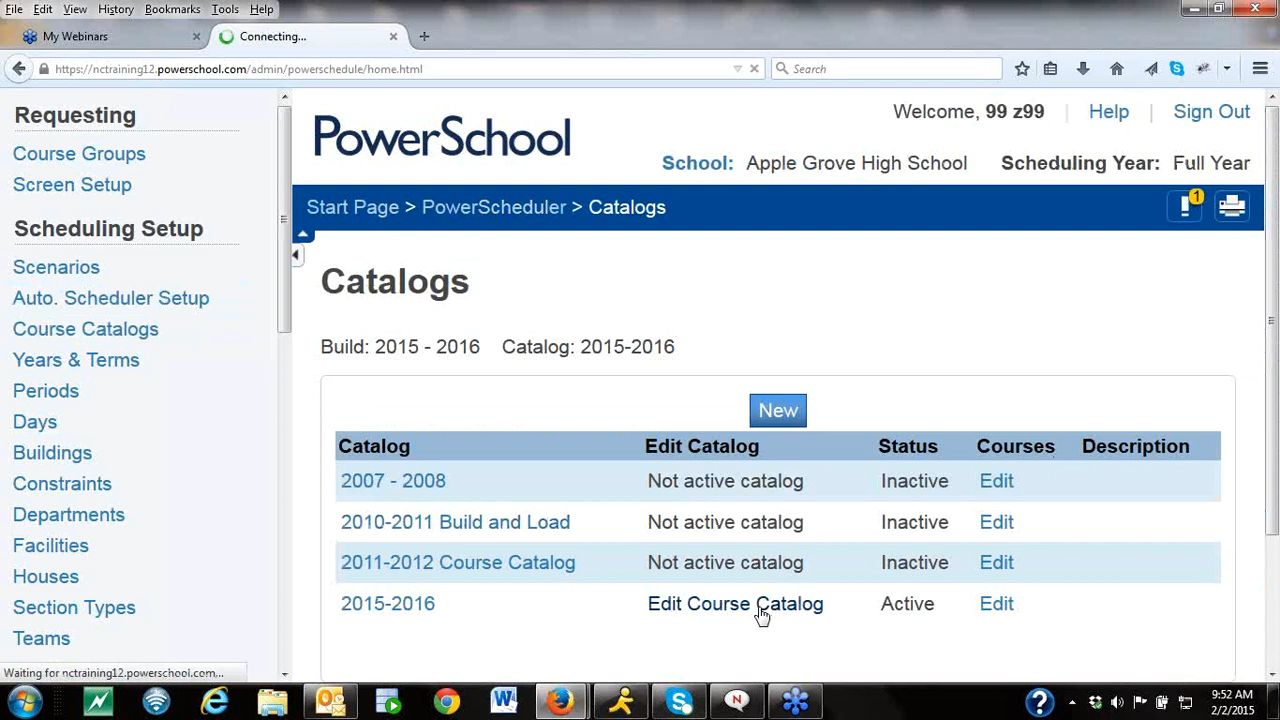 File Edit View History Bookmarks Tools Help
My Webinars × Connecting... × +
https://nctraining12.powerschool.com/admin/powerschedule/home.html Search
Requesting
Course Groups
Screen Setup
Scheduling Setup
Scenarios
Auto. Scheduler Setup
Course Catalogs
Years & Terms
Periods
Days
Buildings
Constraints
Departments
Facilities
Houses
Section Types
Teams
Waiting for nctraining12.powerschool.com...
Welcome, 99 z99 Help Sign Out
PowerSchool
School: Apple Grove High School Scheduling Year: Full Year
Start Page > PowerScheduler > Catalogs
1
Catalogs
Build: 2015 - 2016 Catalog: 2015-2016
New
Catalog Edit Catalog Status Courses Description
2007 - 2008 Not active catalog Inactive Edit
2010-2011 Build and Load Not active catalog Inactive Edit
2011-2012 Course Catalog Not active catalog Inactive Edit
2015-2016 Edit Course Catalog Active Edit
9:52 AM
2/2/2015